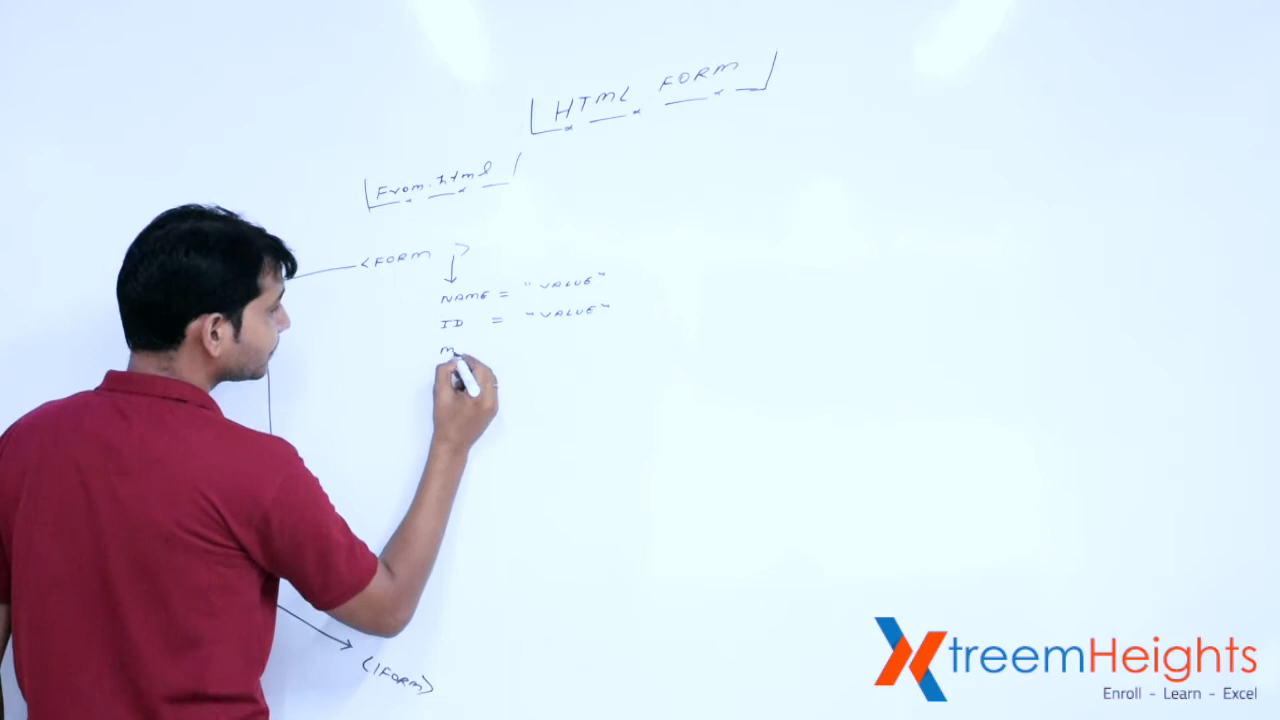 HTML FORM
From.html
<FORM >
NAME = "VALUE"
ID = "VALUE"
M
</FORM>
XtreemHeights
Enroll - Learn - Excel